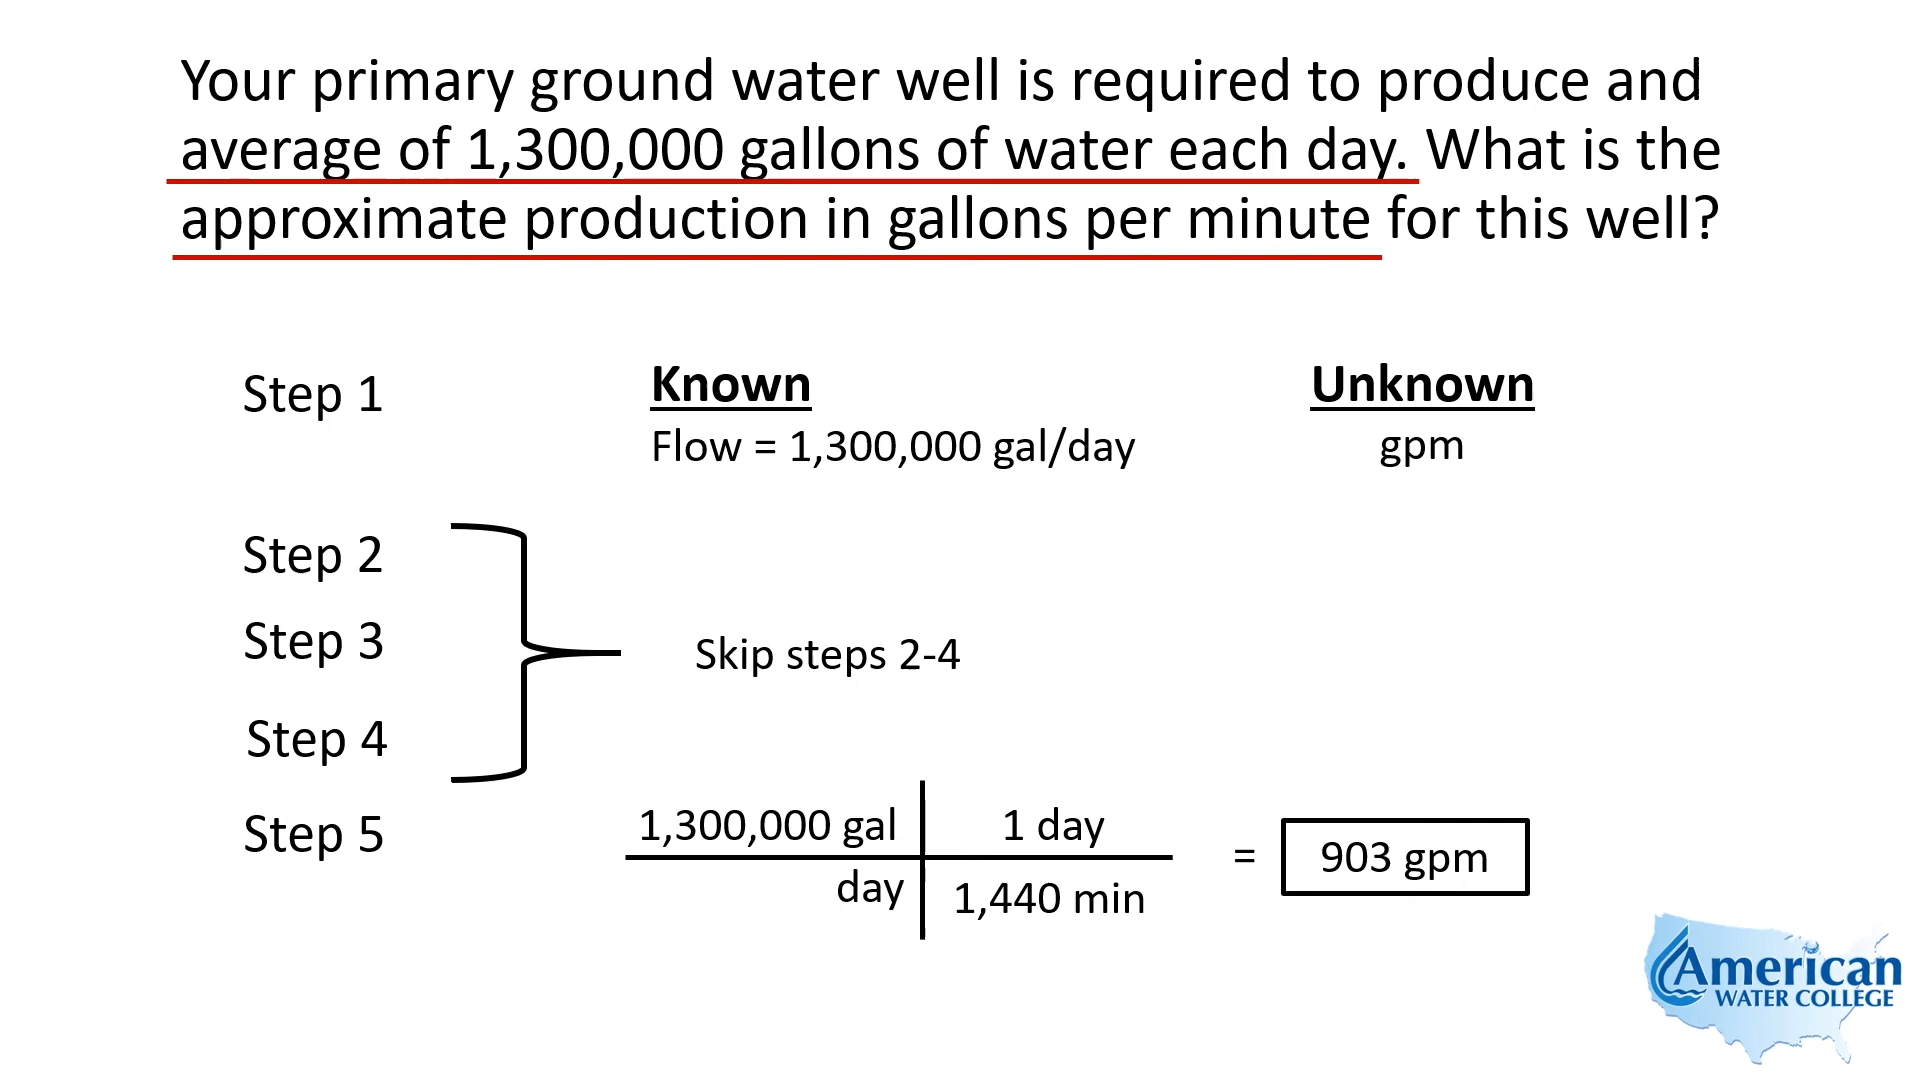 Your primary ground water well is required to produce and
average of 1,300,000 gallons of water each day. What is the
approximate production in gallons per minute for this well?
Step 1
Known
Unknown
Flow = 1,300,000 gal/day
gpm
Step 2
Step 3
Skip steps 2-4
Step 4
Step 5
1,300,000 gal
1 day
day
1,440 min
=
903 gpm
American
WATER COLLEGE